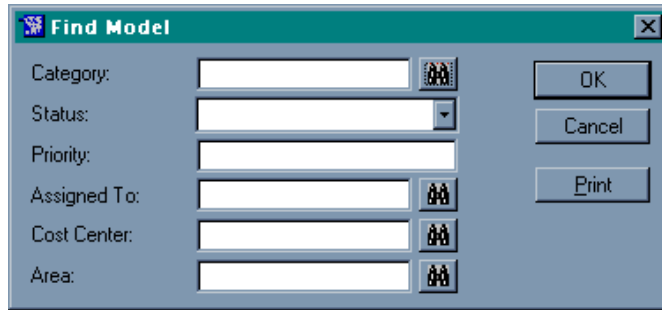 Find Model
Category:
OK
Status:
Cancel
Priority:
Assigned To:
Print
Cost Center:
Area: